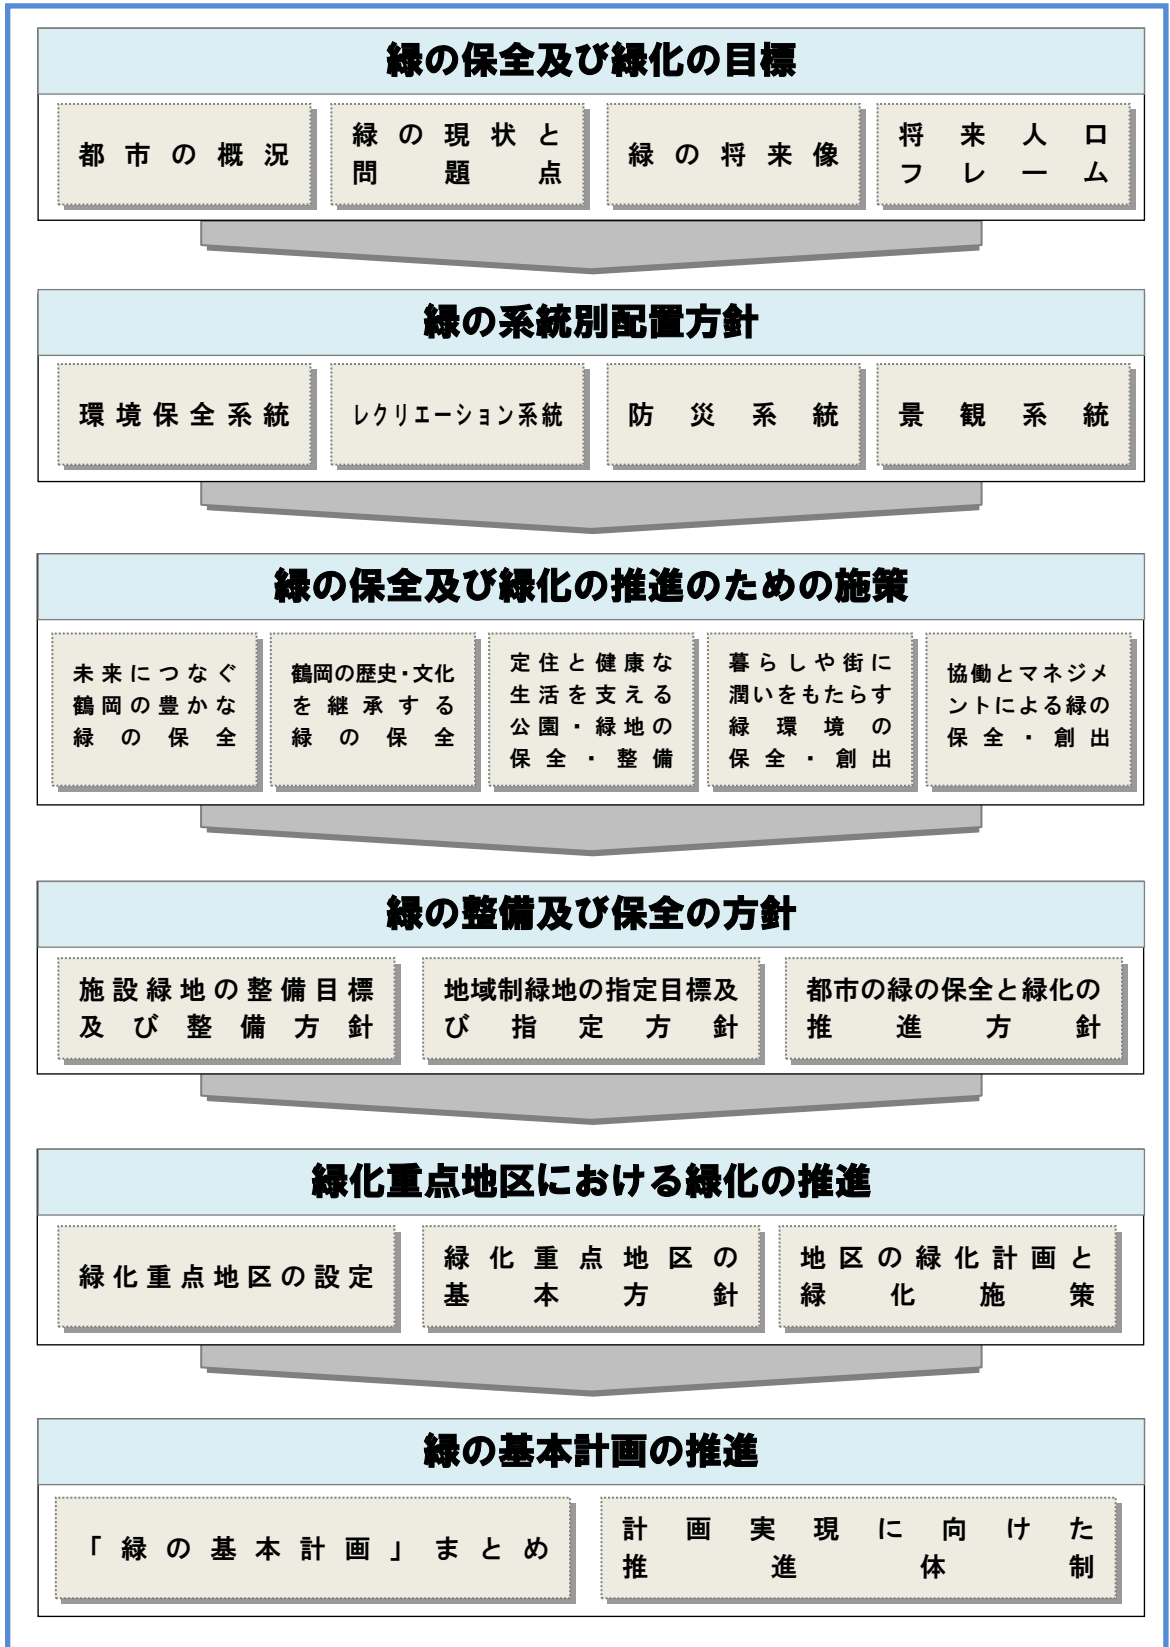 緑の保全及び緑化の目標
都市の概況
緑の現状と
問題点
緑の将来像
将来人口
フレーム
緑の系統別配置方針
環境保全系統
レクリエーション系統
防災系統
景観系統
緑の保全及び緑化の推進のための施策
未来につなぐ
鶴岡の豊かな
緑の保全
鶴岡の歴史・文化
を継承する
緑の保全
定住と健康な
生活を支える
公園・緑地の
保全・整備
暮らしや街に
潤いをもたらす
緑環境の
保全・創出
協働とマネジメ
ントによる緑の
保全・創出
緑の整備及び保全の方針
施設緑地の整備目標
及び整備方針
地域制緑地の指定目標及
び指定方針
都市の緑の保全と緑化の
推進方針
緑化重点地区における緑化の推進
緑化重点地区の設定
緑化重点地区の
基本方針
地区の緑化計画と
緑化施策
緑の基本計画の推進
「緑の基本計画」まとめ
計画実現に向けた
推進体制